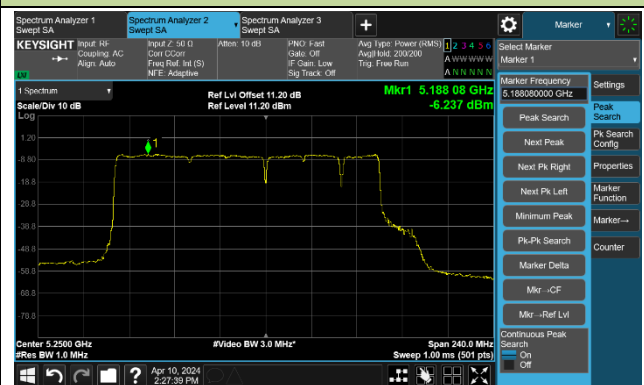 Spectrum Analyzer 1
Swept SA
Spectrum Analyzer 2
Swept SA
Spectrum Analyzer 3
Swept SA
Marker
KEYSIGHT
Input: RF
Coupling: AC
Align: Auto
Input Z: 50 Ω
Corr CCorr
Freq Ref: Int (S)
NFE: Adaptive
Atten: 10 dB
PNO: Fast
Gate: Off
IF Gain: Low
Sig Track: Off
Avg Type: Power (RMS)
Avg|Hold: 200/200
Trig: Free Run
1 2 3 4 5 6
A W W W W W
A N N N N N
LM
1 Spectrum
Scale/Div 10 dB
Log
Ref Lvl Offset 11.20 dB
Ref Level 11.20 dBm
Mkr1 5.188 08 GHz
-6.237 dBm
1
1.20
-8.80
-18.8
-28.8
-38.8
-48.8
-58.8
-68.8
-78.8
Center 5.2500 GHz
#Res BW 1.0 MHz
#Video BW 3.0 MHz*
Span 240.0 MHz
Sweep 1.00 ms (501 pts)
Select Marker
Marker 1
Marker Frequency
5.188080000 GHz
Peak Search
Next Peak
Next Pk Right
Next Pk Left
Minimum Peak
Pk-Pk Search
Marker Delta
Mkr→CF
Mkr→Ref Lvl
Continuous Peak
Search
On
Off
Settings
Peak
Search
Pk Search
Config
Properties
Marker
Function
Marker→
Counter
?
Apr 10, 2024
2:27:39 PM